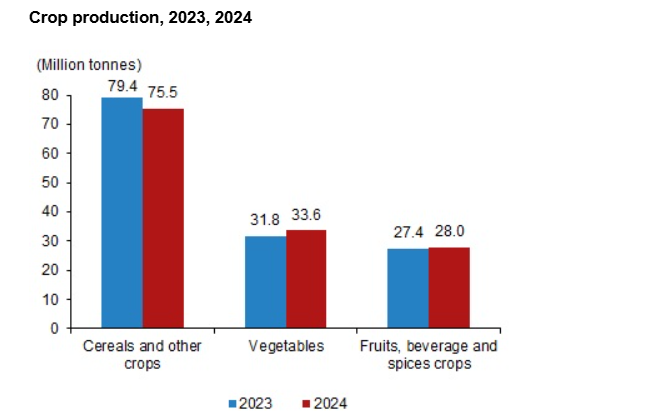 Crop production, 2023, 2024
(Million tonnes)
79.4 75.5
80
70
60
50
40
31.8 33.6
30
27.4 28.0
20
10
0
Cereals and other
crops
Vegetables
Fruits, beverage and
spices crops
2023 2024